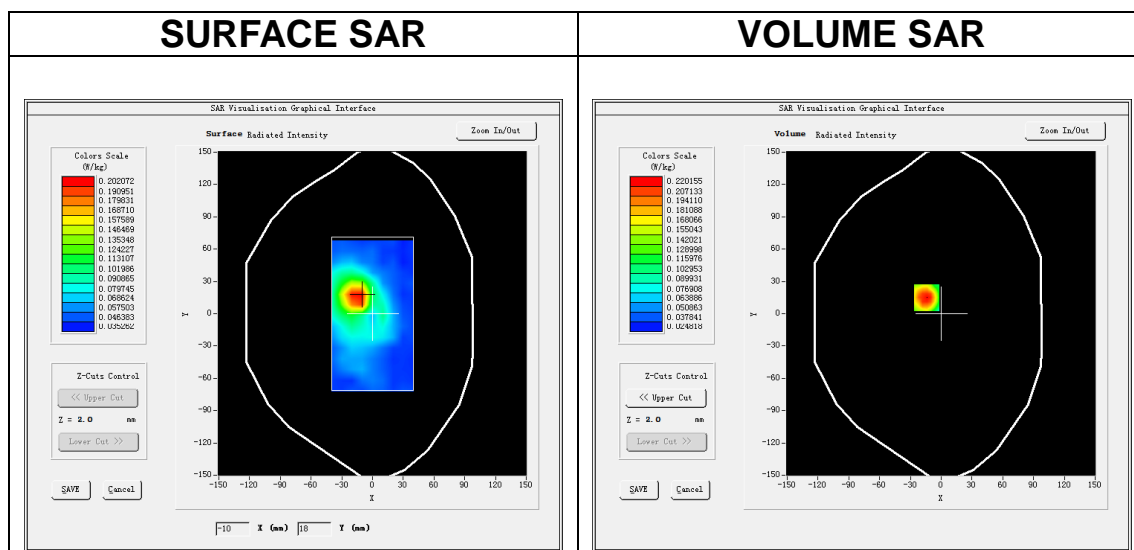 SURFACE SAR
VOLUME SAR
SAR Visualisation Graphical Interface
Surface Radiated Intensity
Zoom In/Out
Colors Scale
(W/kg)
0.202072
0.190951
0.179831
0.168710
0.157589
0.146469
0.135348
0.124227
0.113107
0.101986
0.090865
0.079745
0.068624
0.057503
0.046383
0.035262
150
120
90
60
30
0
-30
-60
-90
-120
-150
Y
-150 -120 -90 -60 -30 0 30 60 90 120 150
X
Z-Cuts Control
<< Upper Cut
Z = 2.0 mm
Lower Cut >>
SAVE Cancel
-10 X (mm) 18 Y (mm)
SAR Visualisation Graphical Interface
Volume Radiated Intensity
Zoom In/Out
Colors Scale
(W/kg)
0.220155
0.207133
0.194110
0.181088
0.168066
0.155043
0.142021
0.128998
0.115976
0.102953
0.089931
0.076908
0.063886
0.050863
0.037841
0.024818
150
120
90
60
30
0
-30
-60
-90
-120
-150
Y
-150 -120 -90 -60 -30 0 30 60 90 120 150
X
Z-Cuts Control
<< Upper Cut
Z = 2.0 mm
Lower Cut >>
SAVE Cancel